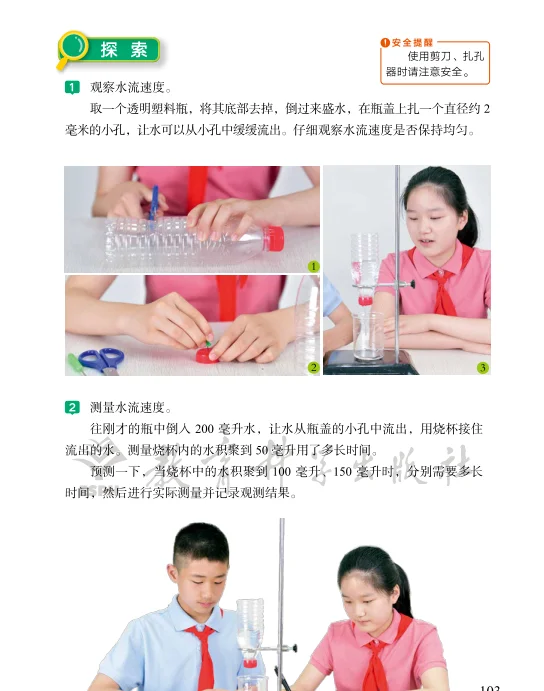 探 索
! 安全提醒
使用剪刀、扎孔
器时请注意安全。
1 观察水流速度。
取一个透明塑料瓶，将其底部去掉，倒过来盛水，在瓶盖上扎一个直径约 2
毫米的小孔，让水可以从小孔中缓缓流出。仔细观察水流速度是否保持均匀。
1
2
3
2 测量水流速度。
往刚才的瓶中倒入 200 毫升水，让水从瓶盖的小孔中流出，用烧杯接住
流出的水。测量烧杯内的水积聚到 50 毫升用了多长时间。
预测一下，当烧杯中的水积聚到 100 毫升、150 毫升时，分别需要多长
时间，然后进行实际测量并记录观测结果。
教育科学出版社
103